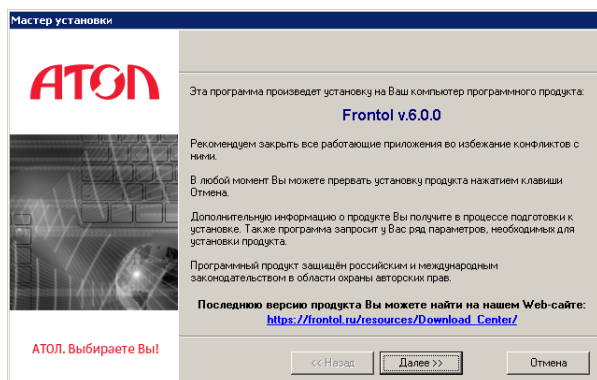 Мастер установки
АТОЛ
Эта программа произведет установку на Ваш компьютер программного продукта:
Frontol v.6.0.0
Рекомендуем закрыть все работающие приложения во избежание конфликтов с
ними.
В любой момент Вы можете прервать установку продукта нажатием клавиши
Отмена.
Дополнительную информацию о продукте Вы получите в процессе подготовки к
установке. Также программа запросит у Вас ряд параметров, необходимых для
установки продукта.
Программный продукт защищён российским и международным
законодательством в области охраны авторских прав.
Последнюю версию продукта Вы можете найти на нашем Web-сайте:
https://frontol.ru/resources/Download_Center/
АТОЛ. Выбираете Вы!
<< Назад
Далее >>
Отмена